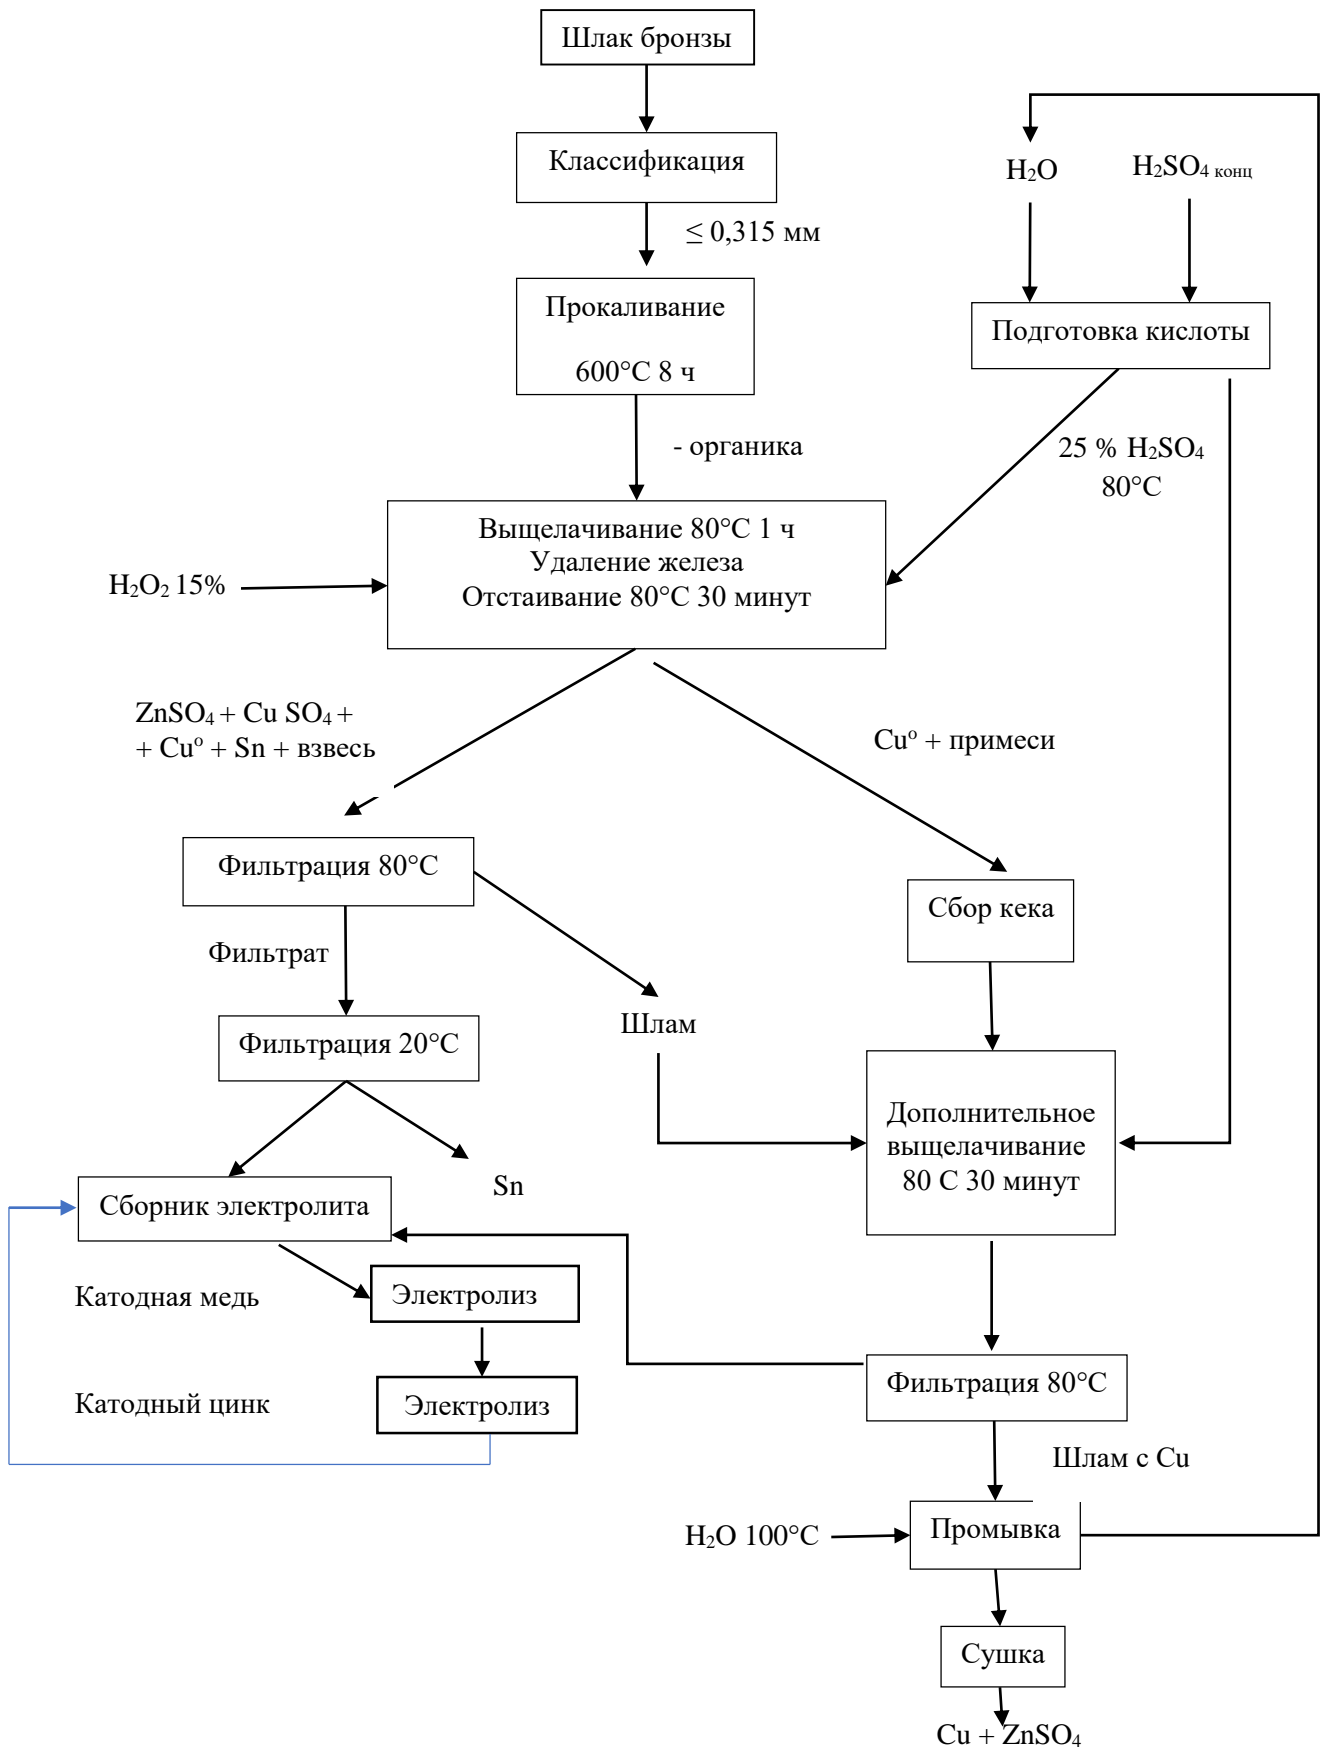 Шлак бронзы
Классификация
H₂O
H₂SO₄ конц
≤ 0,315 мм
Прокаливание
600°С 8 ч
Подготовка кислоты
- органика
25 % H₂SO₄
80°С
Выщелачивание 80°С 1 ч
Удаление железа
Отстаивание 80°С 30 минут
H₂O₂ 15%
ZnSO₄ + Cu SO₄ +
+ Cuº + Sn + взвесь
Cuº + примеси
Фильтрация 80°С
Сбор кека
Фильтрат
Шлам
Фильтрация 20°С
Дополнительное
выщелачивание
80 С 30 минут
Sn
Сборник электролита
Катодная медь
Электролиз
Фильтрация 80°С
Катодный цинк
Электролиз
Шлам с Cu
H₂O 100°С
Промывка
Сушка
Cu + ZnSO₄